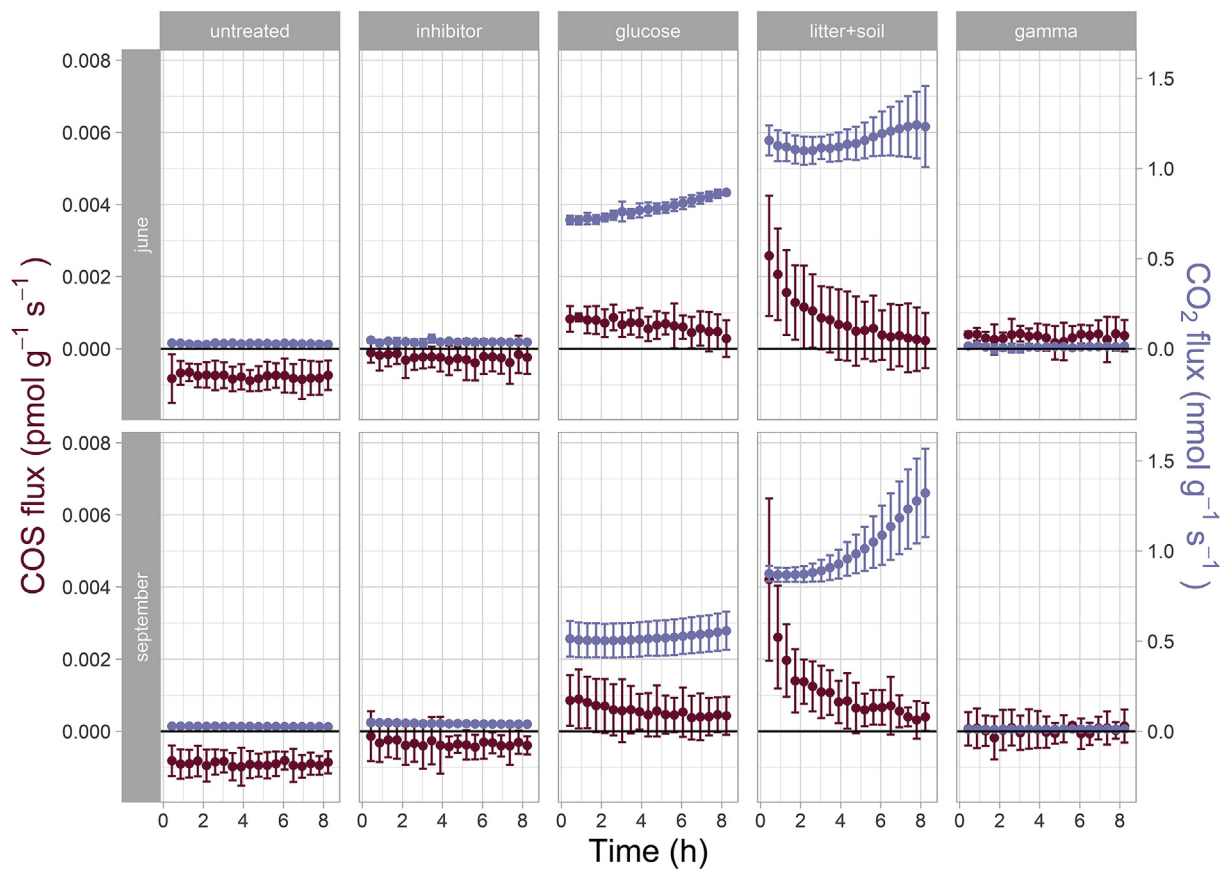 untreated inhibitor glucose litter+soil gamma
june
0.008
0.006
0.004
0.002
0.000
1.5
1.0
0.5
0.0
september
0.008
0.006
0.004
0.002
0.000
1.5
1.0
0.5
0.0
COS flux (pmol g⁻¹ s⁻¹)
CO₂ flux (nmol g⁻¹ s⁻¹)
0 2 4 6 8 0 2 4 6 8 0 2 4 6 8 0 2 4 6 8 0 2 4 6 8
Time (h)